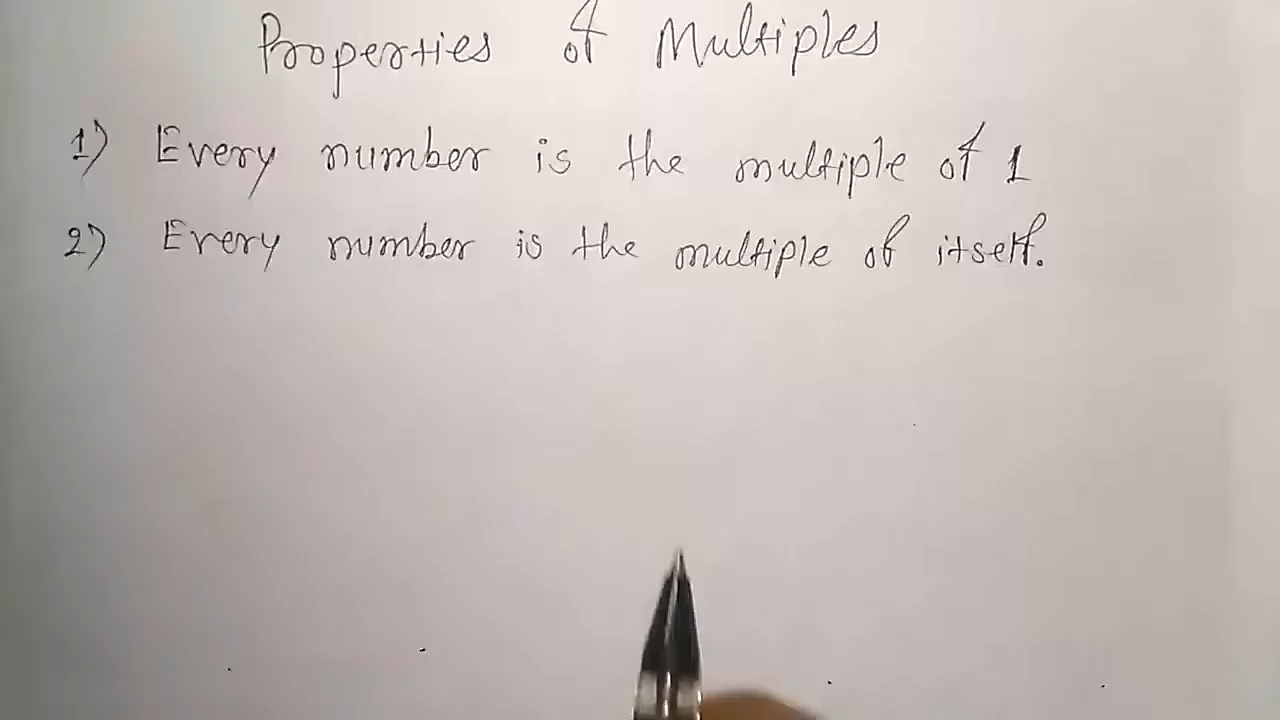 Properties of Multiples
1) Every number is the multiple of 1
2) Every number is the multiple of itself.